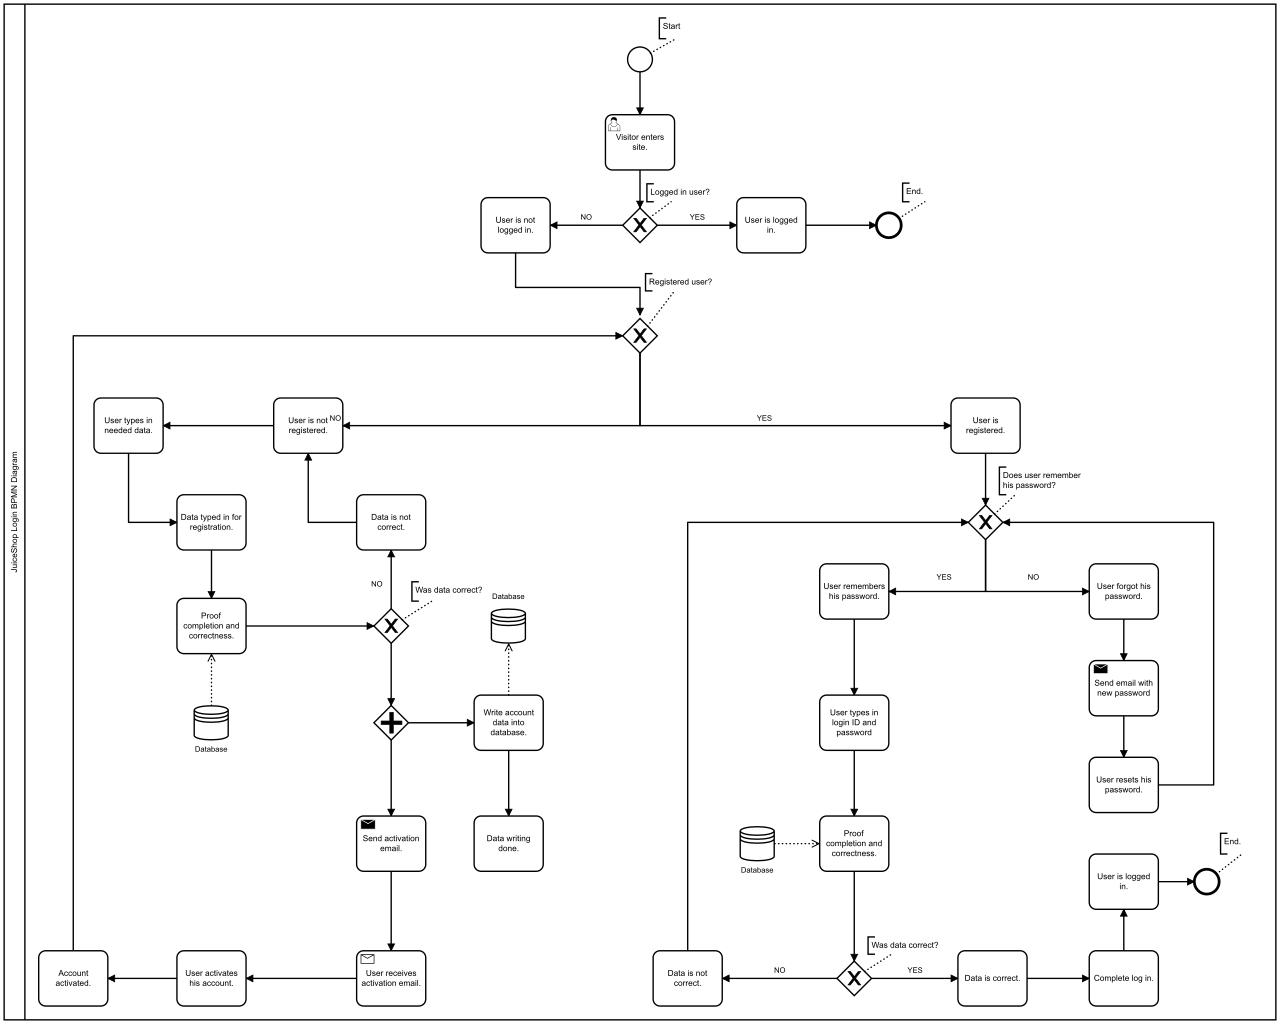 JuiceShop Login BPMN Diagram
Start
Visitor enters
site.
Logged in user?
End.
User is not
logged in.
NO
YES
User is logged
in.
Registered user?
User types in
needed data.
User is not
registered.
NO
YES
User is
registered.
Does user remember
his password?
Data typed in for
registration.
Data is not
correct.
NO
Was data correct?
Database
YES
NO
User remembers
his password.
User forgot his
password.
Proof
completion and
correctness.
Database
Write account
data into
database.
User types in
login ID and
password
Send email with
new password
User resets his
password.
Send activation
email.
Data writing
done.
Database
Proof
completion and
correctness.
End.
User is logged
in.
Account
activated.
User activates
his account.
User receives
activation email.
Data is not
correct.
NO
Was data correct?
YES
Data is correct.
Complete log in.